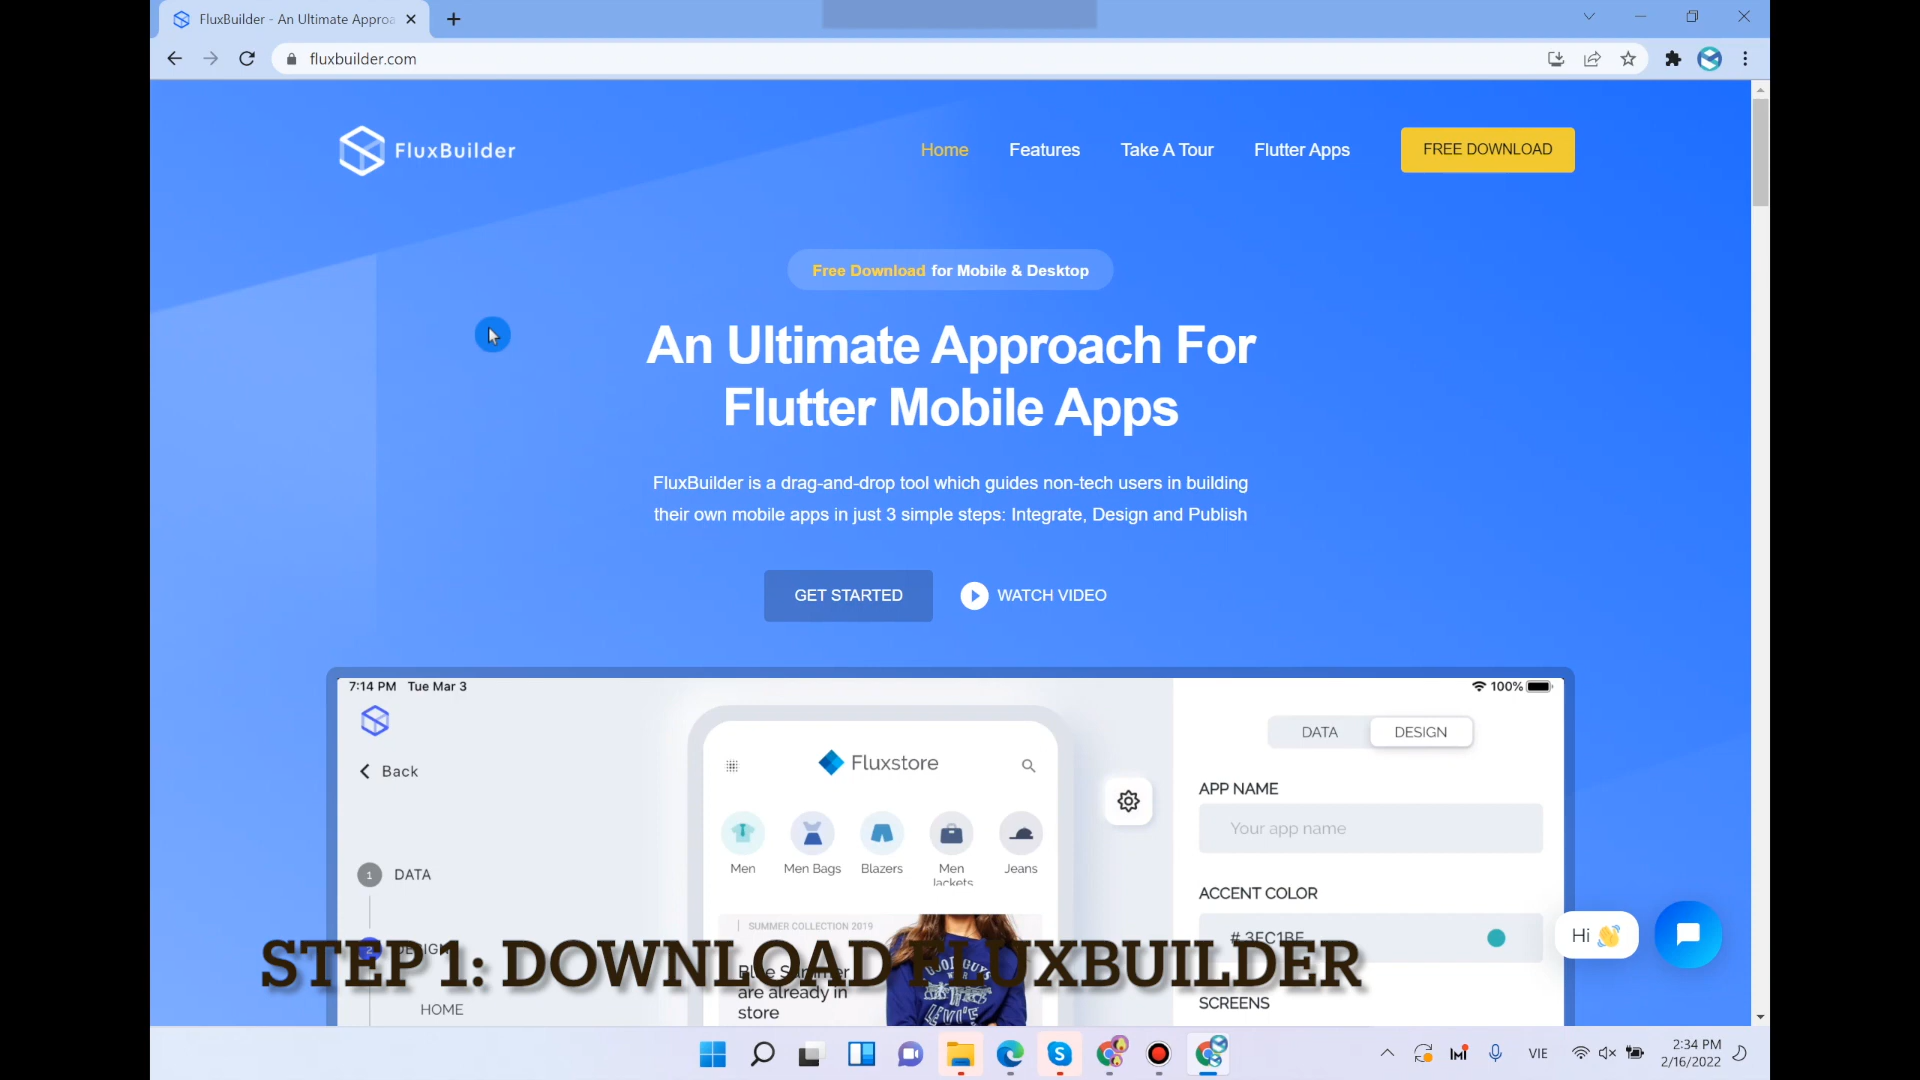 FluxBuilder - An Ultimate Approa
fluxbuilder.com
FluxBuilder
Home
Features
Take A Tour
Flutter Apps
FREE DOWNLOAD
Free Download for Mobile & Desktop
An Ultimate Approach For
Flutter Mobile Apps
FluxBuilder is a drag-and-drop tool which guides non-tech users in building
their own mobile apps in just 3 simple steps: Integrate, Design and Publish
GET STARTED
WATCH VIDEO
7:14 PM Tue Mar 3
100%
Back
Fluxstore
DATA
DESIGN
APP NAME
Your app name
Men
Men Bags
Blazers
Men
Jackets
Jeans
1 DATA
ACCENT COLOR
SUMMER COLLECTION 2019
# 3FC1BE
Hi
STEP 1: DOWNLOAD FLUXBUILDER
Blue Summer
are already in
store
HOME
SCREENS
VIE
2:34 PM
2/16/2022